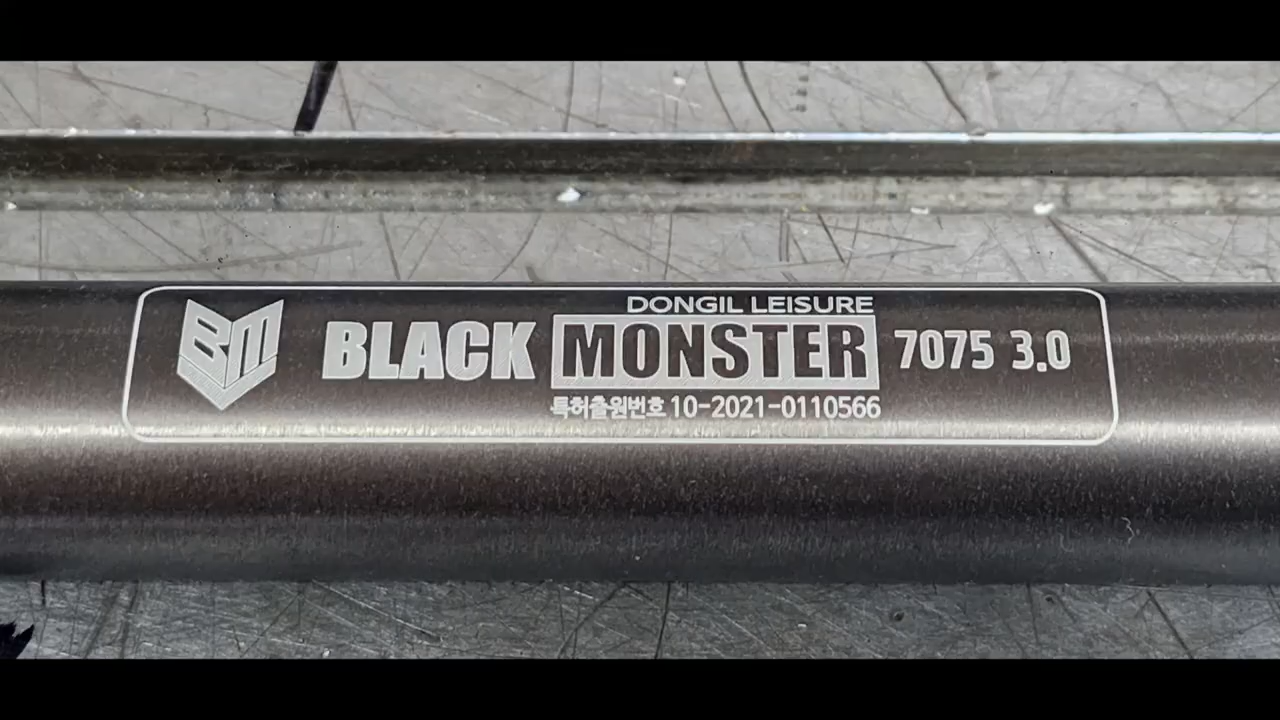 DONGIL LEISURE
BM BLACK MONSTER 7075 3.0
특허출원번호 10-2021-0110566